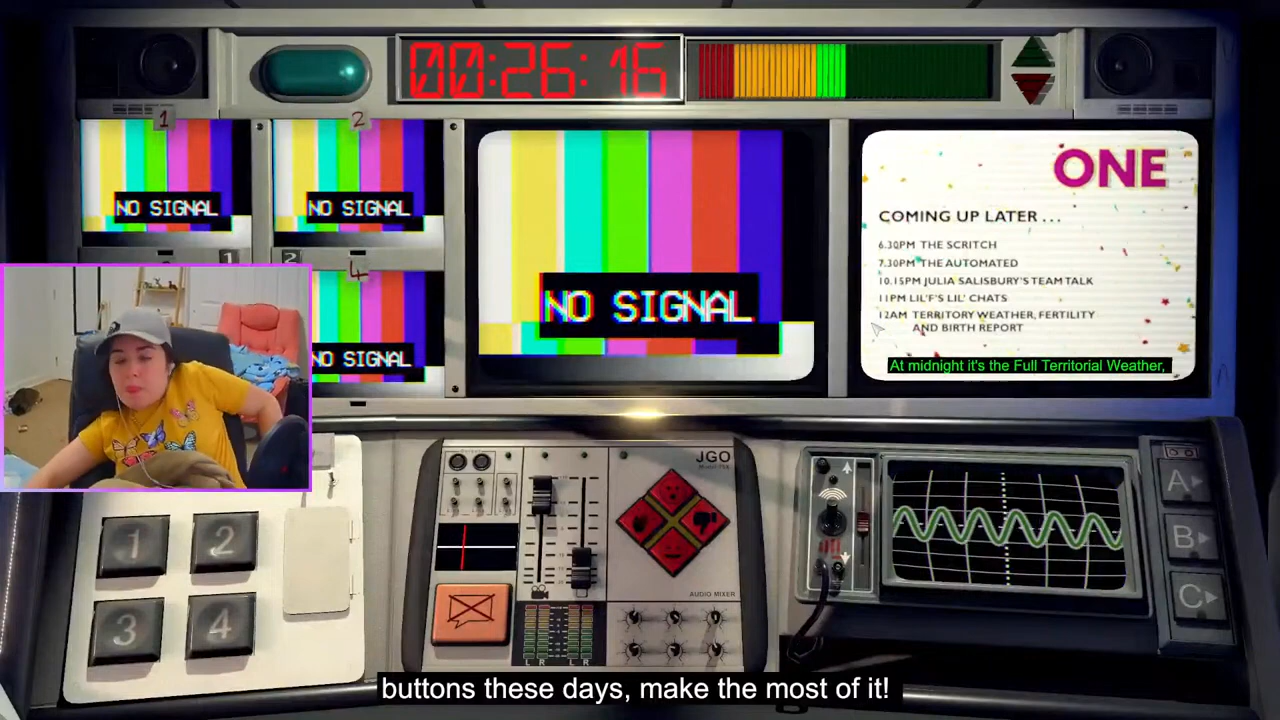 00:26:16
1
2
NO SIGNAL
NO SIGNAL
NO SIGNAL
ONE
COMING UP LATER ...
6.30PM THE SCRITCH
7.30PM THE AUTOMATED
10.15PM JULIA SALISBURY'S TEAM TALK
11PM LIL'F'S LIL' CHATS
12AM TERRITORY WEATHER, FERTILITY
AND BIRTH REPORT
At midnight it's the Full Territorial Weather,
1
2
4
NO SIGNAL
JGO
A
B
C
1
2
3
4
AUDIO MIXER
L R
L R
buttons these days, make the most of it!